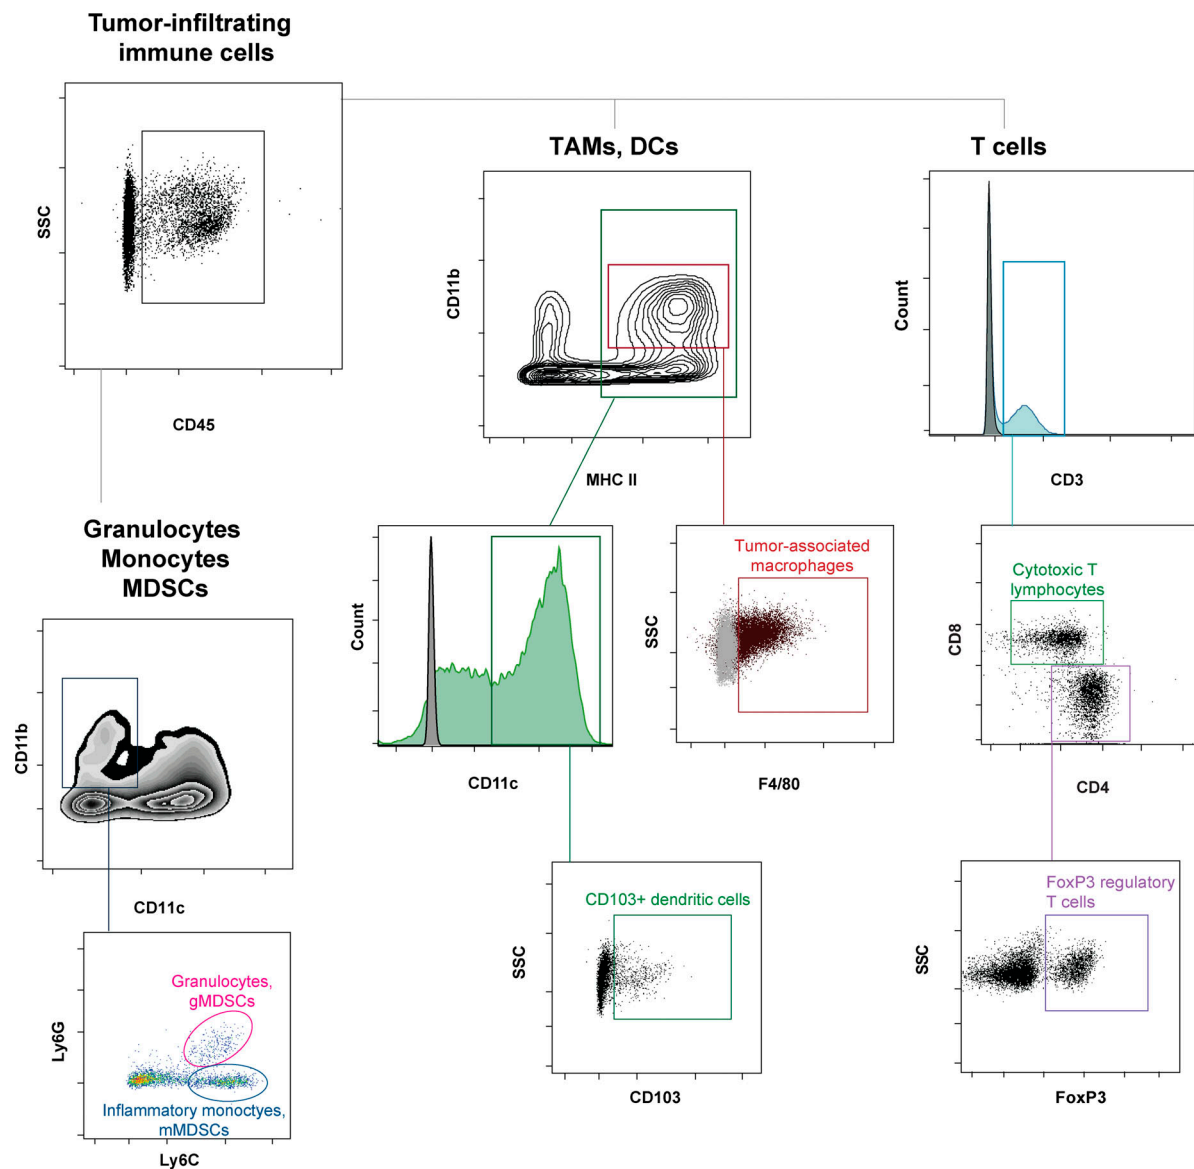 Tumor-infiltrating
immune cells
SSC
CD45
TAMs, DCs
CD11b
MHC II
T cells
Count
CD3
Granulocytes
Monocytes
MDSCs
CD11b
CD11c
Count
CD11c
Tumor-associated
macrophages
SSC
F4/80
Cytotoxic T
lymphocytes
CD8
CD4
Granulocytes,
gMDSCs
Ly6G
Inflammatory monoctyes,
mMDSCs
Ly6C
CD103+ dendritic cells
SSC
CD103
FoxP3 regulatory
T cells
SSC
FoxP3